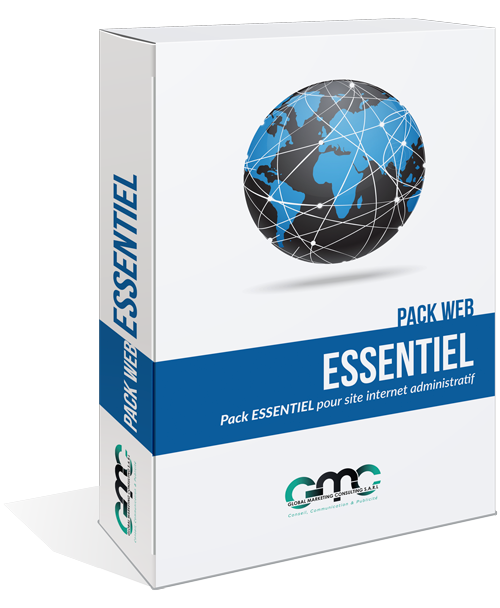 PACK WEB
ESSENTIEL
Pack ESSENTIEL pour site internet administratif
GMC
GLOBAL MARKETING CONSULTING S.A.R.L
Conseil, Communication & Publicité
PACK WEB ESSENTIEL
GMC